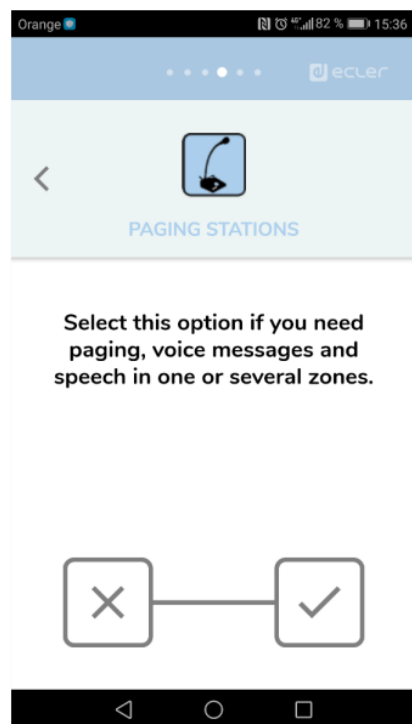 Orange 4G 82 % 15:36
ecler
PAGING STATIONS
Select this option if you need
paging, voice messages and
speech in one or several zones.